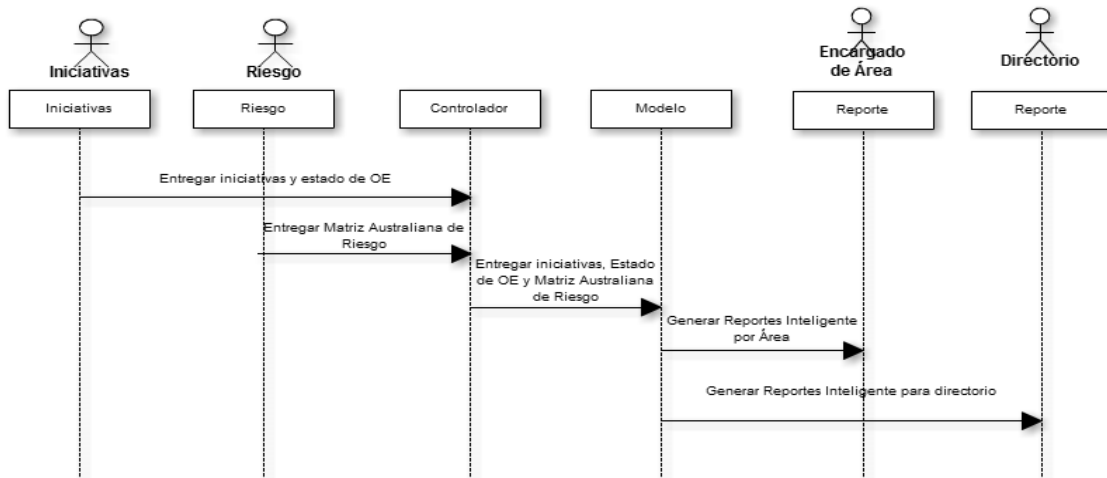 Iniciativas
Riesgo
Encargado
de Área
Directorio
Iniciativas
Riesgo
Controlador
Modelo
Reporte
Reporte
Entregar iniciativas y estado de OE
Entregar Matriz Australiana de
Riesgo
Entregar iniciativas, Estado
de OE y Matriz Australiana
de Riesgo
Generar Reportes Inteligente
por Área
Generar Reportes Inteligente para directorio